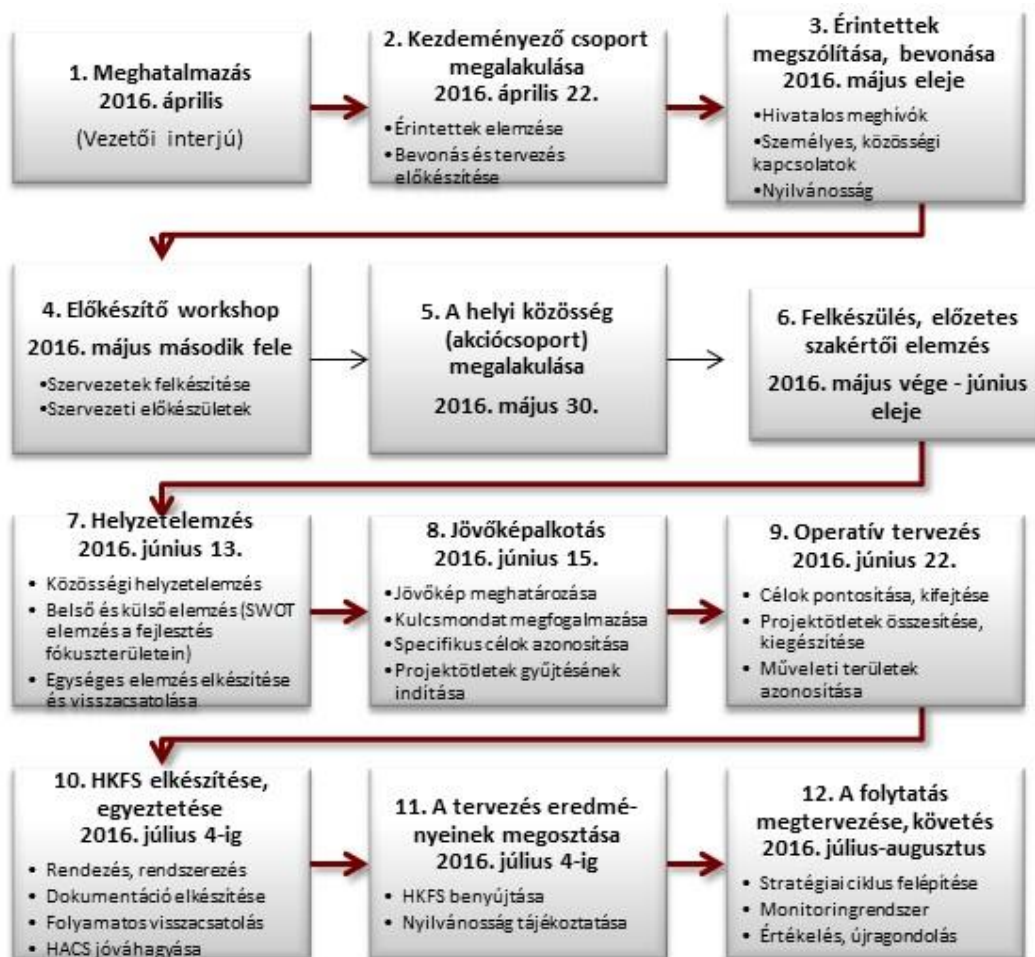 1. Meghatalmazás
2016. április
(Vezetői interjú)
2. Kezdeményező csoport
megalakulása
2016. április 22.
•Érintettek elemzése
•Bevonás és tervezés
előkészítése
3. Érintettek
megszólítása, bevonása
2016. május eleje
•Hivatalos meghívók
•Személyes, közösségi
kapcsolatok
•Nyilvánosság
4. Előkészítő workshop
2016. május második fele
•Szervezetek felkészítése
•Szervezeti előkészületek
5. A helyi közösség
(akciócsoport)
megalakulása
2016. május 30.
6. Felkészülés, előzetes
szakértői elemzés
2016. május vége - június
eleje
7. Helyzetelemzés
2016. június 13.
• Közösségi helyzetelemzés
• Belső és külső elemzés (SWOT
elemzés a fejlesztés
fókuszterületein)
• Egységes elemzés elkészítése
és visszacsatolása
8. Jövőképalkotás
2016. június 15.
•Jövőkép meghatározása
•Kulcsmondat megfogalmazása
•Specifikus célok azonosítása
•Projektötletek gyűjtésének
indítása
9. Operatív tervezés
2016. június 22.
• Célok pontosítása, kifejtése
• Projektötletek összesítése,
kiegészítése
• Műveleti területek
azonosítása
10. HKFS elkészítése,
egyeztetése
2016. július 4-ig
• Rendezés, rendszerezés
• Dokumentáció elkészítése
• Folyamatos visszacsatolás
• HACS jóváhagyása
11. A tervezés eredmé-
nyeinek megosztása
2016. július 4-ig
• HKFS benyújtása
• Nyilvánosság tájékoztatása
12. A folytatás
megtervezése, követés
2016. július-augusztus
• Stratégiai ciklus felépítése
• Monitoringrendszer
• Értékelés, újragondolás